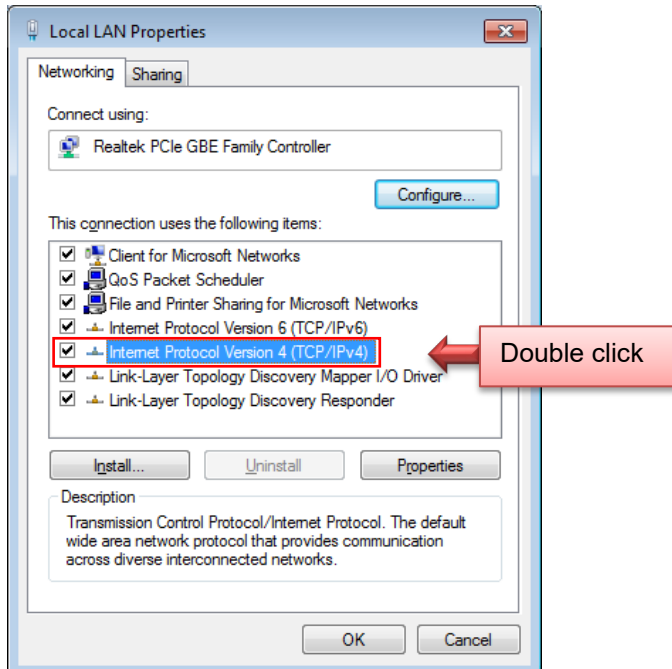 Local LAN Properties
Networking
Sharing
Connect using:
Realtek PCIe GBE Family Controller
Configure...
This connection uses the following items:
Client for Microsoft Networks
QoS Packet Scheduler
File and Printer Sharing for Microsoft Networks
Internet Protocol Version 6 (TCP/IPv6)
Internet Protocol Version 4 (TCP/IPv4)
Double click
Link-Layer Topology Discovery Mapper I/O Driver
Link-Layer Topology Discovery Responder
Install...
Uninstall
Properties
Description
Transmission Control Protocol/Internet Protocol. The default
wide area network protocol that provides communication
across diverse interconnected networks.
OK
Cancel